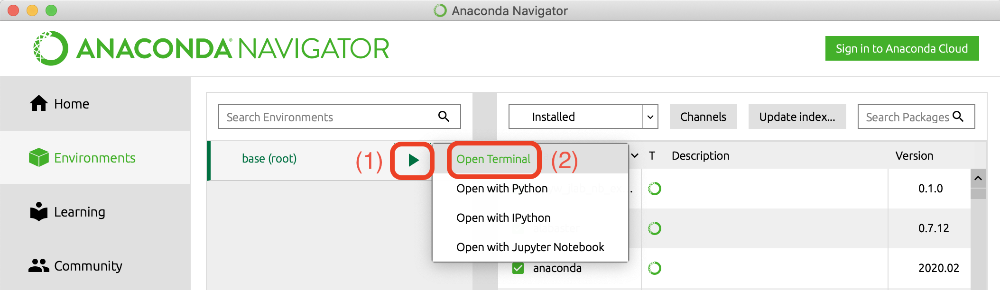 Anaconda Navigator
ANACONDA® NAVIGATOR
Sign in to Anaconda Cloud
Home
Environments
Learning
Community
Search Environments
base (root)
(1)
Open Terminal
(2)
Open with Python
Open with IPython
Open with Jupyter Notebook
Installed
Channels
Update index...
Search Packages
T Description Version
0.1.0
alabaster 0.7.12
anaconda 2020.02